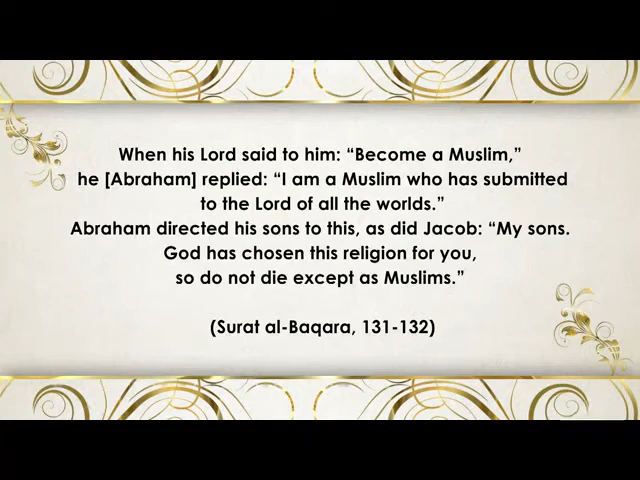 When his Lord said to him: “Become a Muslim,”
he [Abraham] replied: “I am a Muslim who has submitted
to the Lord of all the worlds.”
Abraham directed his sons to this, as did Jacob: “My sons.
God has chosen this religion for you,
so do not die except as Muslims.”
(Surat al-Baqara, 131-132)